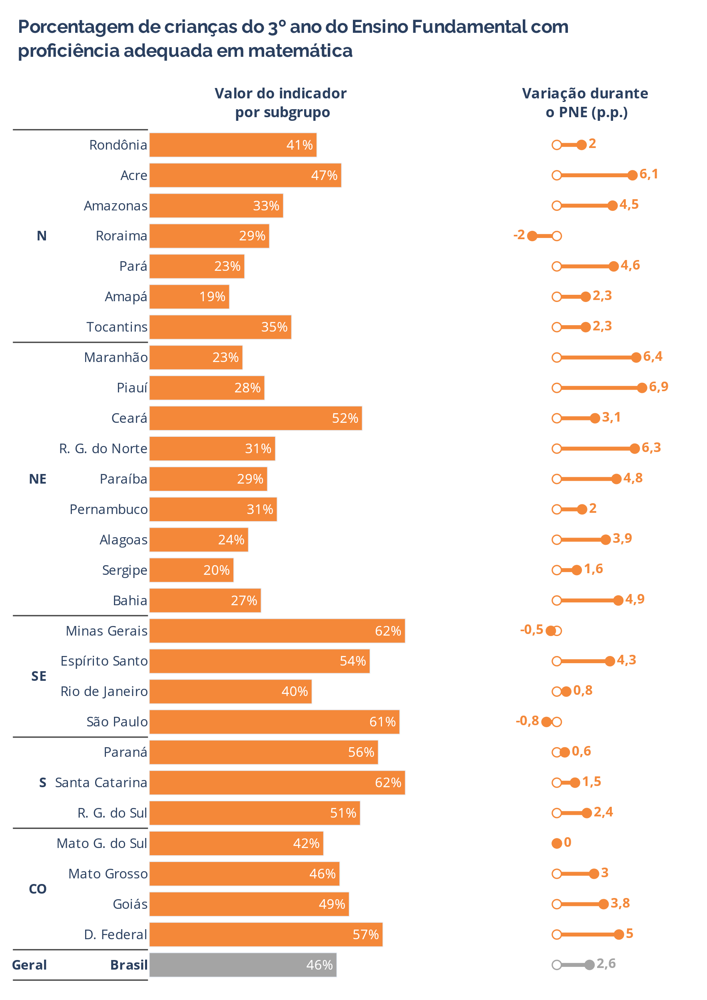 Porcentagem de crianças do 3º ano do Ensino Fundamental com
proficiência adequada em matemática
Valor do indicador
por subgrupo
Variação durante
o PNE (p.p.)
Rondônia 41% 2
Acre 47% 6,1
Amazonas 33% 4,5
N Roraima 29% -2
Pará 23% 4,6
Amapá 19% 2,3
Tocantins 35% 2,3
Maranhão 23% 6,4
Piauí 28% 6,9
Ceará 52% 3,1
R. G. do Norte 31% 6,3
NE Paraíba 29% 4,8
Pernambuco 31% 2
Alagoas 24% 3,9
Sergipe 20% 1,6
Bahia 27% 4,9
Minas Gerais 62% -0,5
Espírito Santo 54% 4,3
SE
Rio de Janeiro 40% 0,8
São Paulo 61% -0,8
Paraná 56% 0,6
S Santa Catarina 62% 1,5
R. G. do Sul 51% 2,4
Mato G. do Sul 42% 0
Mato Grosso 46% 3
CO
Goiás 49% 3,8
D. Federal 57% 5
Geral Brasil 46% 2,6